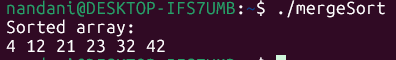 nandani@DESKTOP-IFS7UMB:~$ ./mergeSort
Sorted array:
4 12 21 23 32 42